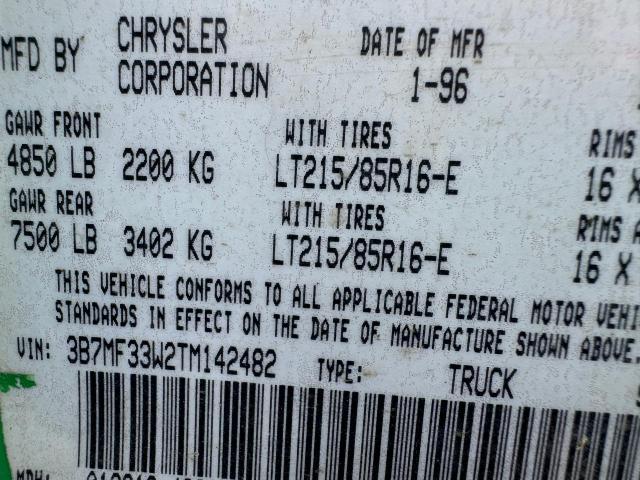 MFD BY CHRYSLER CORPORATION DATE OF MFR 1-96
GAWR FRONT WITH TIRES RIMS
4850 LB 2200 KG LT215/85R16-E 16 X
GAWR REAR WITH TIRES RIMS A
7500 LB 3402 KG LT215/85R16-E 16 X
THIS VEHICLE CONFORMS TO ALL APPLICABLE FEDERAL MOTOR VEHI
STANDARDS IN EFFECT ON THE DATE OF MANUFACTURE SHOWN ABOVE.
VIN: 3B7MF33W2TM142482 TYPE: TRUCK
MDH: